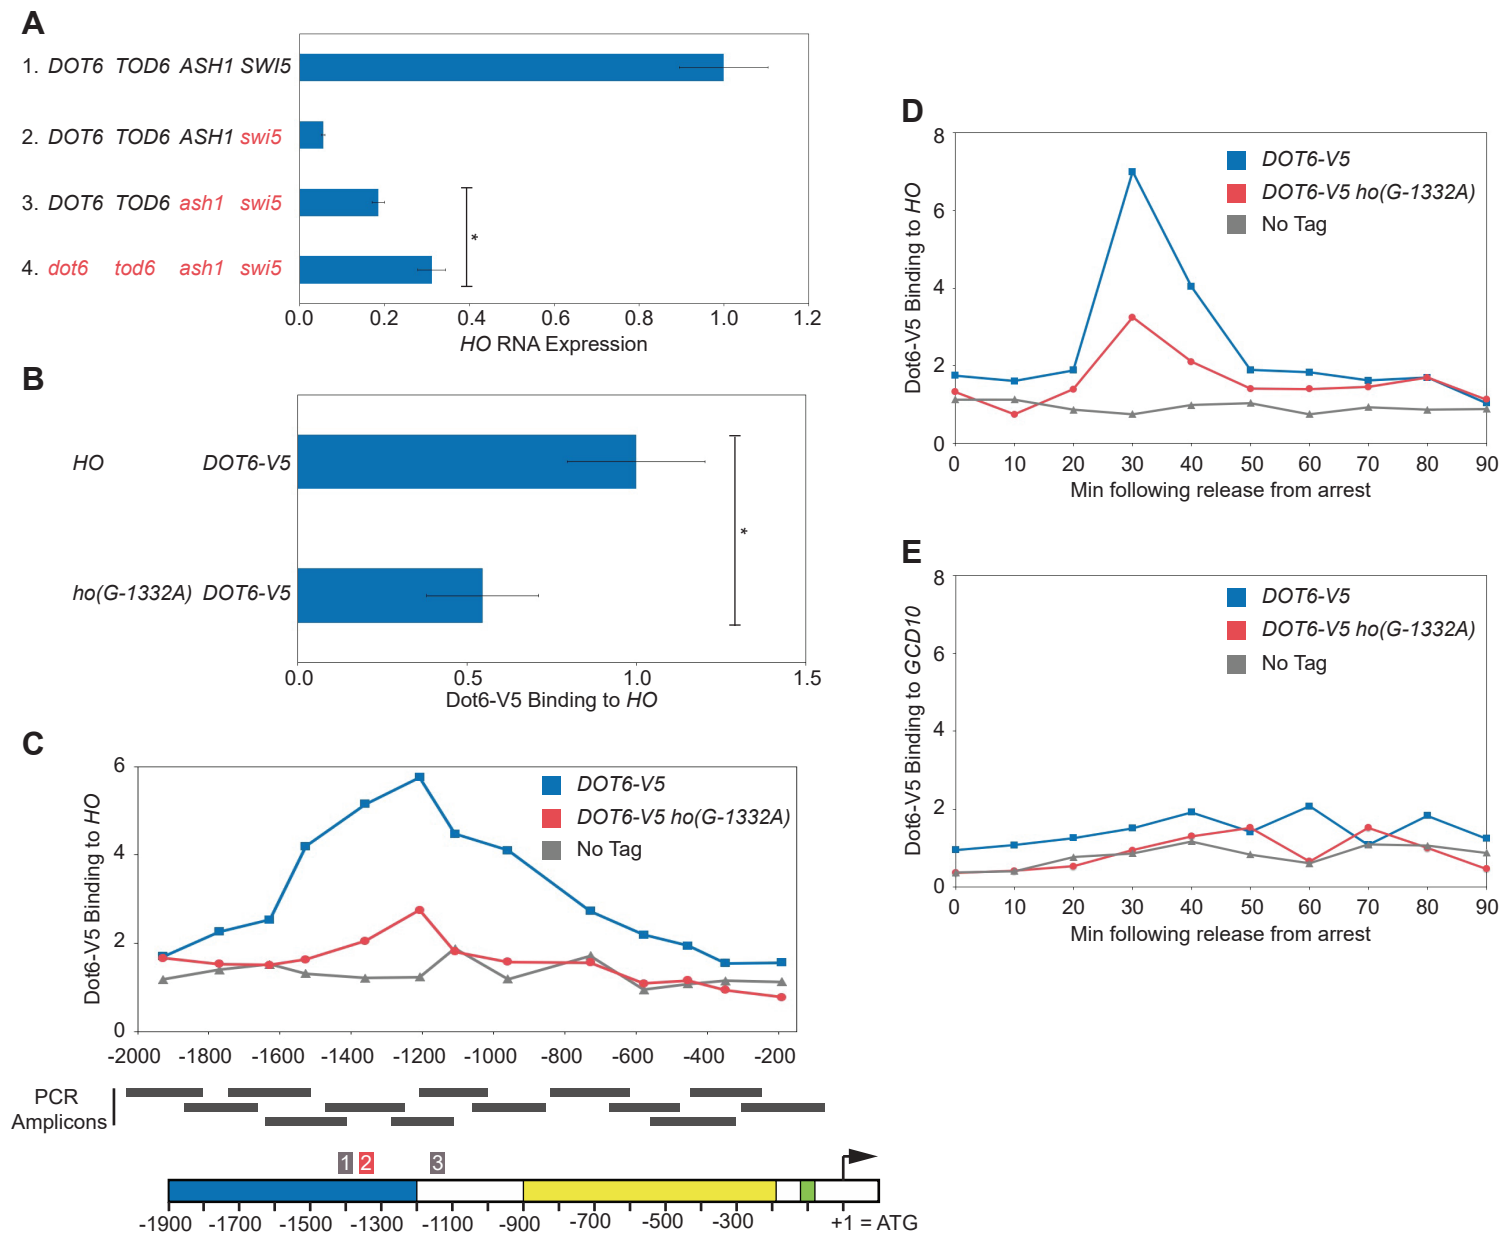 A
1. DOT6 TOD6 ASH1 SWI5
2. DOT6 TOD6 ASH1 swi5
3. DOT6 TOD6 ash1 swi5
4. dot6 tod6 ash1 swi5
*
0.0 0.2 0.4 0.6 0.8 1.0 1.2
HO RNA Expression
B
HO DOT6-V5
ho(G-1332A) DOT6-V5
*
0.0 0.5 1.0 1.5
Dot6-V5 Binding to HO
C
Dot6-V5 Binding to HO
6
4
2
0
DOT6-V5
DOT6-V5 ho(G-1332A)
No Tag
-2000 -1800 -1600 -1400 -1200 -1000 -800 -600 -400 -200
PCR
Amplicons
1 2 3
-1900 -1700 -1500 -1300 -1100 -900 -700 -500 -300 +1 = ATG
D
Dot6-V5 Binding to HO
8
6
4
2
0
DOT6-V5
DOT6-V5 ho(G-1332A)
No Tag
0 10 20 30 40 50 60 70 80 90
Min following release from arrest
E
Dot6-V5 Binding to GCD10
8
6
4
2
0
DOT6-V5
DOT6-V5 ho(G-1332A)
No Tag
0 10 20 30 40 50 60 70 80 90
Min following release from arrest